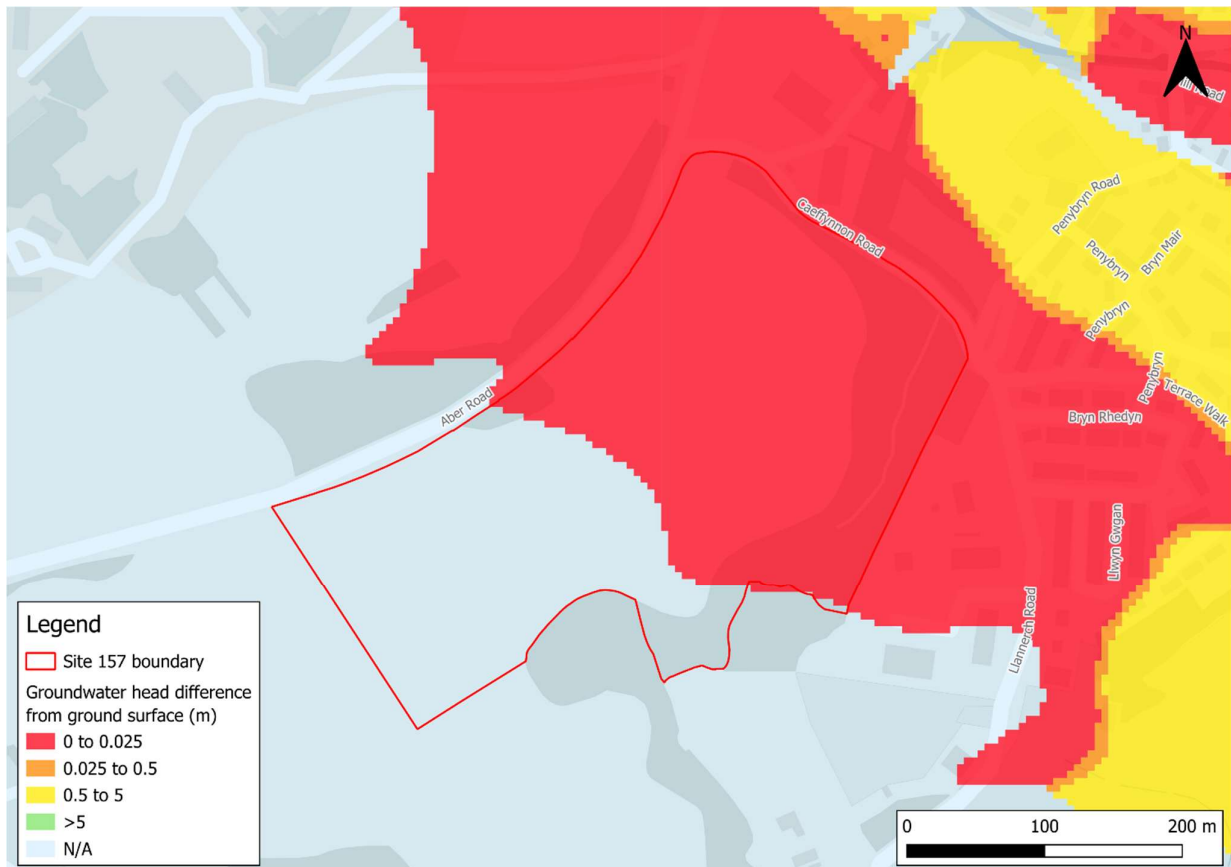 N
Road
Caeffynnon Road
Penybryn Road
Penybryn
Bryn Mair
Penybryn
Penybryn
Terrace Walk
Aber Road
Bryn Rhedyn
Llwyn Gwgan
Llannerch Road
Legend
Site 157 boundary
Groundwater head difference
from ground surface (m)
0 to 0.025
0.025 to 0.5
0.5 to 5
>5
N/A
0 100 200 m